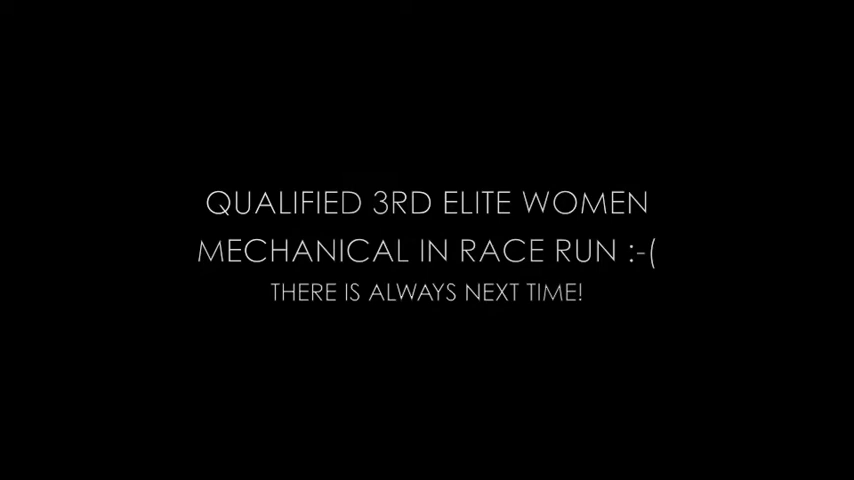 QUALIFIED 3RD ELITE WOMEN
MECHANICAL IN RACE RUN :-(
THERE IS ALWAYS NEXT TIME!